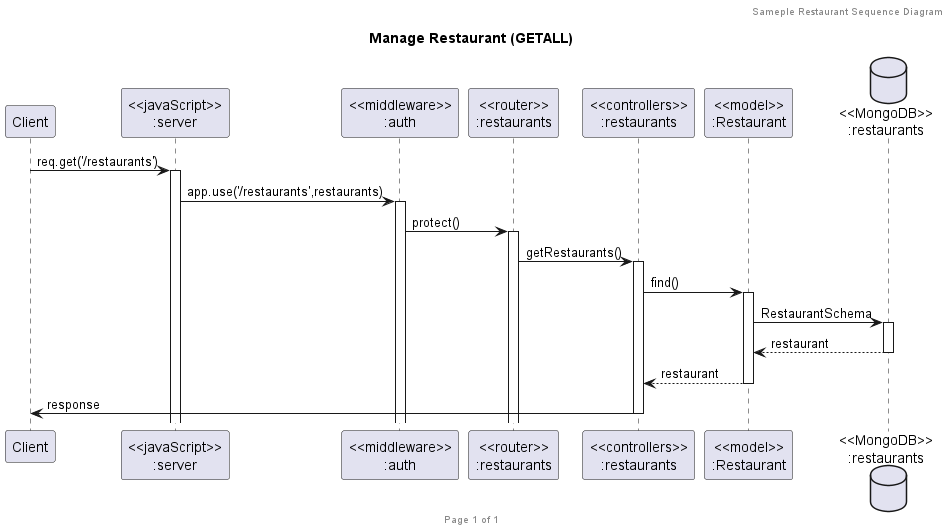 Sameple Restaurant Sequence Diagram
Manage Restaurant (GETALL)
Client
<<javaScript>>
:server
<<middleware>>
:auth
<<router>>
:restaurants
<<controllers>>
:restaurants
<<model>>
:Restaurant
<<MongoDB>>
:restaurants
req.get('/restaurants')
app.use('/restaurants',restaurants)
protect()
getRestaurants()
find()
RestaurantSchema
restaurant
restaurant
response
Client
<<javaScript>>
:server
<<middleware>>
:auth
<<router>>
:restaurants
<<controllers>>
:restaurants
<<model>>
:Restaurant
<<MongoDB>>
:restaurants
Page 1 of 1